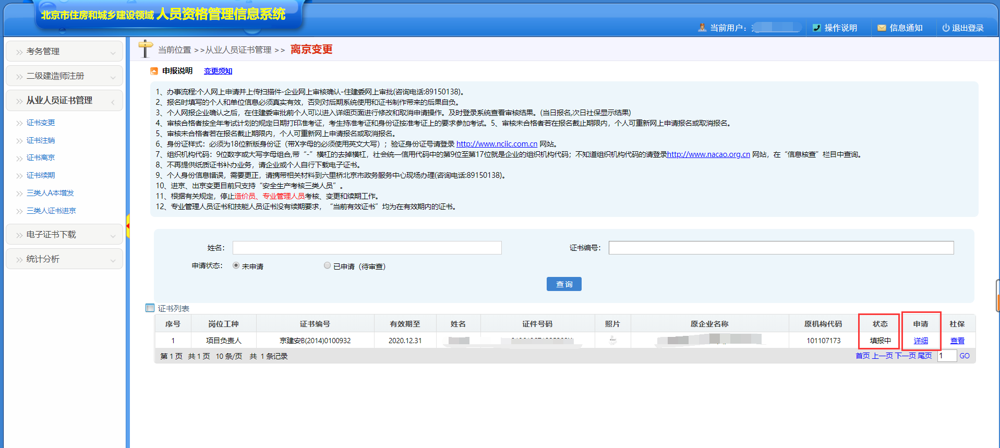 北京市住房和城乡建设领域 人员资格管理信息系统
当前用户： 操作说明 信息通知 退出登录
考务管理
二级建造师注册
从业人员证书管理
证书变更
证书注销
证书离京
证书续期
三类人A本增发
三类人证书进京
电子证书下载
统计分析
当前位置 >>从业人员证书管理 >> 离京变更
申报说明 变更须知
1、办事流程:个人网上申请并上传扫描件-企业网上审核确认-住建委网上审批(咨询电话:89150138)。
2、报名时填写的个人和单位信息必须真实有效，否则对后期系统使用和证书制作带来的后果自负。
3、个人网报企业确认之后，在住建委审批前个人可以进入详细页面进行修改和取消申请操作。及时登录系统查看审核结果。(当日报名,次日社保显示结果)
4、审核合格者按全年考试计划的规定日期打印准考证，考生持准考证和身份证按准考证上的要求参加考试。5、审核未合格者若在报名截止期限内，个人可重新网上申请报名或取消报名。
5、审核未合格者若在报名截止期限内，个人可重新网上申请报名或取消报名。
6、身份证样式：必须为18位新版身份证（带X字母的必须使用英文大写）；验证身份证号请登录 http://www.nciic.com.cn 网站。
7、组织机构代码：9位数字或大写字母组合,带“-”横杠的去掉横杠，社会统一信用代码中的第9位至第17位就是企业的组织机构代码；不知道组织机构代码的请登录http://www.nacao.org.cn 网站，在“信息核查”栏目中查询。
8、不再提供纸质证书补办业务，请企业或个人自行下载电子证书。
9、个人身份信息错误，需要更正，请携带相关材料到六里桥北京市政务服务中心现场办理(咨询电话:89150138)。
10、进京、出京变更目前只支持“安全生产考核三类人员”。
11、根据有关规定，停止造价员、专业管理人员考核、变更和续期工作。
12、专业管理人员证书和技能人员证书没有续期要求，“当前有效证书”均为在有效期内的证书。
姓名： 证书编号：
申请状态： 未申请 已申请（待审查）
查询
证书列表
序号 岗位工种 证书编号 有效期至 姓名 证件号码 照片 原企业名称 原机构代码 状态 申请 社保
1 项目负责人 京建安B(2014)0100932 2020.12.31 101107173 填报中 详细 查看
第 1 页 共 1 页 10 条/页 共 1 条记录 首页 上一页 下一页 尾页 1 GO